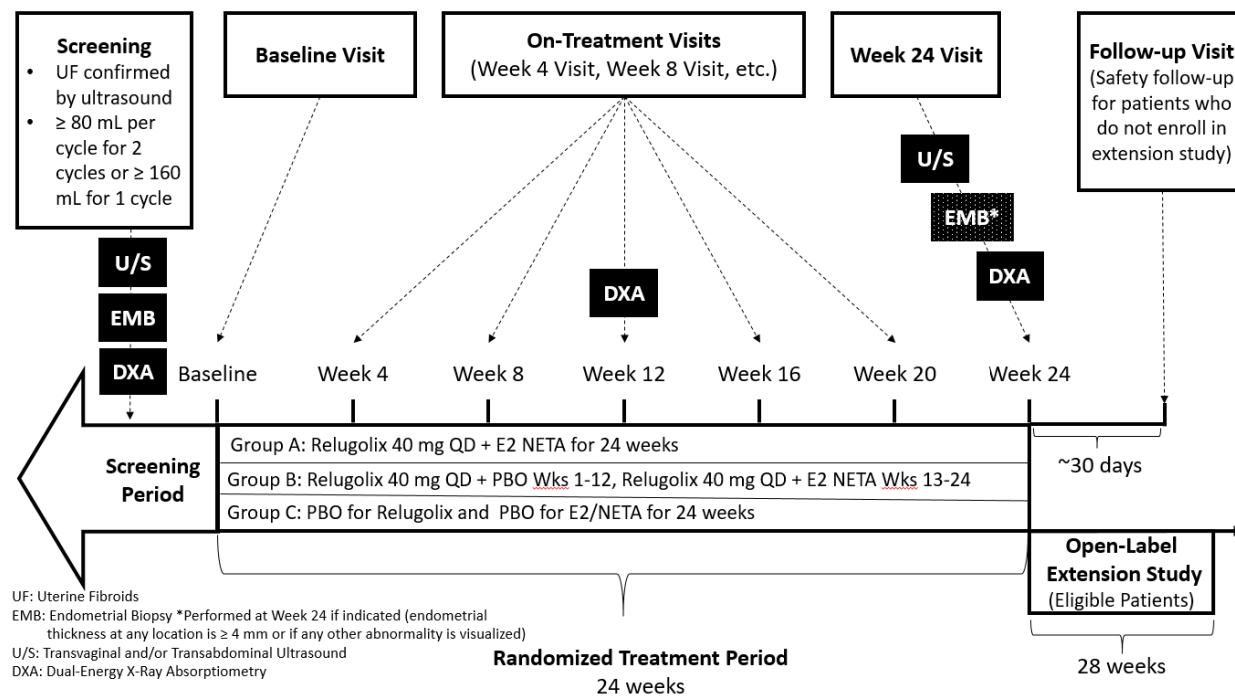 Screening
• UF confirmed
by ultrasound
• ≥ 80 mL per
cycle for 2
cycles or ≥ 160
mL for 1 cycle
Baseline Visit
On-Treatment Visits
(Week 4 Visit, Week 8 Visit, etc.)
Week 24 Visit
Follow-up Visit
(Safety follow-up
for patients who
do not enroll in
extension study)
U/S
EMB
DXA
DXA
U/S
EMB*
DXA
Baseline
Week 4
Week 8
Week 12
Week 16
Week 20
Week 24
Screening
Period
Group A: Relugolix 40 mg QD + E2 NETA for 24 weeks
Group B: Relugolix 40 mg QD + PBO Wks 1-12, Relugolix 40 mg QD + E2 NETA Wks 13-24
Group C: PBO for Relugolix and PBO for E2/NETA for 24 weeks
~30 days
Open-Label
Extension Study
(Eligible Patients)
28 weeks
Randomized Treatment Period
24 weeks
UF: Uterine Fibroids
EMB: Endometrial Biopsy *Performed at Week 24 if indicated (endometrial
thickness at any location is ≥ 4 mm or if any other abnormality is visualized)
U/S: Transvaginal and/or Transabdominal Ultrasound
DXA: Dual-Energy X-Ray Absorptiometry